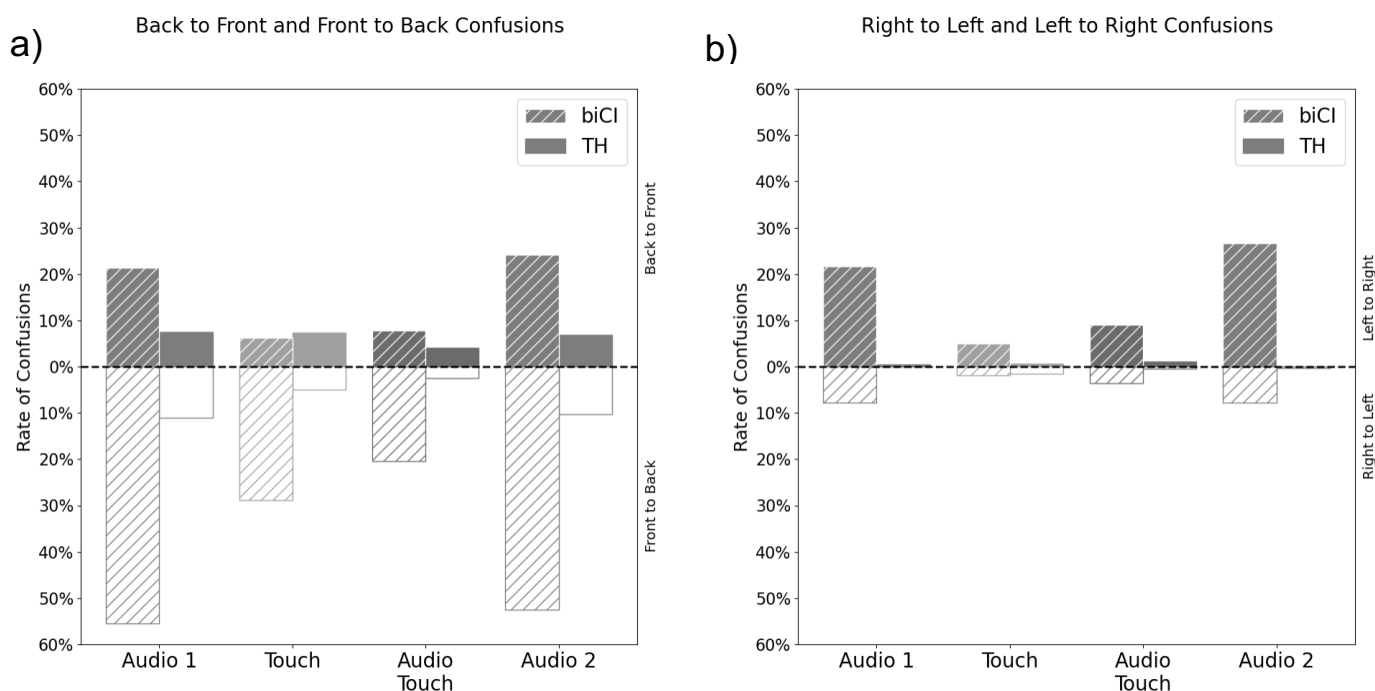 Back to Front and Front to Back Confusions
a)
60%
50%
40%
30%
20%
10%
0%
10%
20%
30%
40%
50%
60%
Rate of Confusions
biCI
TH
Back to Front
Front to Back
Audio 1
Touch
Audio
Touch
Audio 2
Right to Left and Left to Right Confusions
b)
60%
50%
40%
30%
20%
10%
0%
10%
20%
30%
40%
50%
60%
Rate of Confusions
biCI
TH
Left to Right
Right to Left
Audio 1
Touch
Audio
Touch
Audio 2